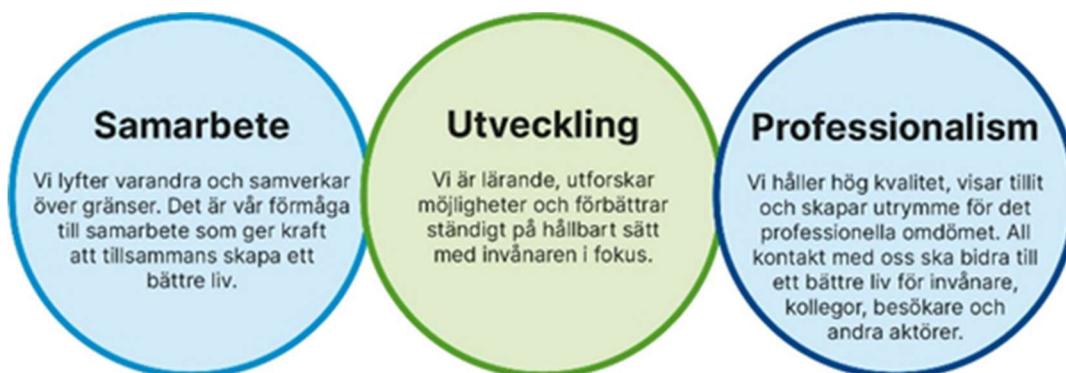 Samarbete
Vi lyfter varandra och samverkar
över gränser. Det är vår förmåga
till samarbete som ger kraft
att tillsammans skapa ett
bättre liv.
Utveckling
Vi är lärande, utforskar
möjligheter och förbättrar
ständigt på hållbart sätt
med invånaren i fokus.
Professionalism
Vi håller hög kvalitet, visar tillit
och skapar utrymme för det
professionella omdömet. All
kontakt med oss ska bidra till
ett bättre liv för invånare,
kollegor, besökare och
andra aktörer.